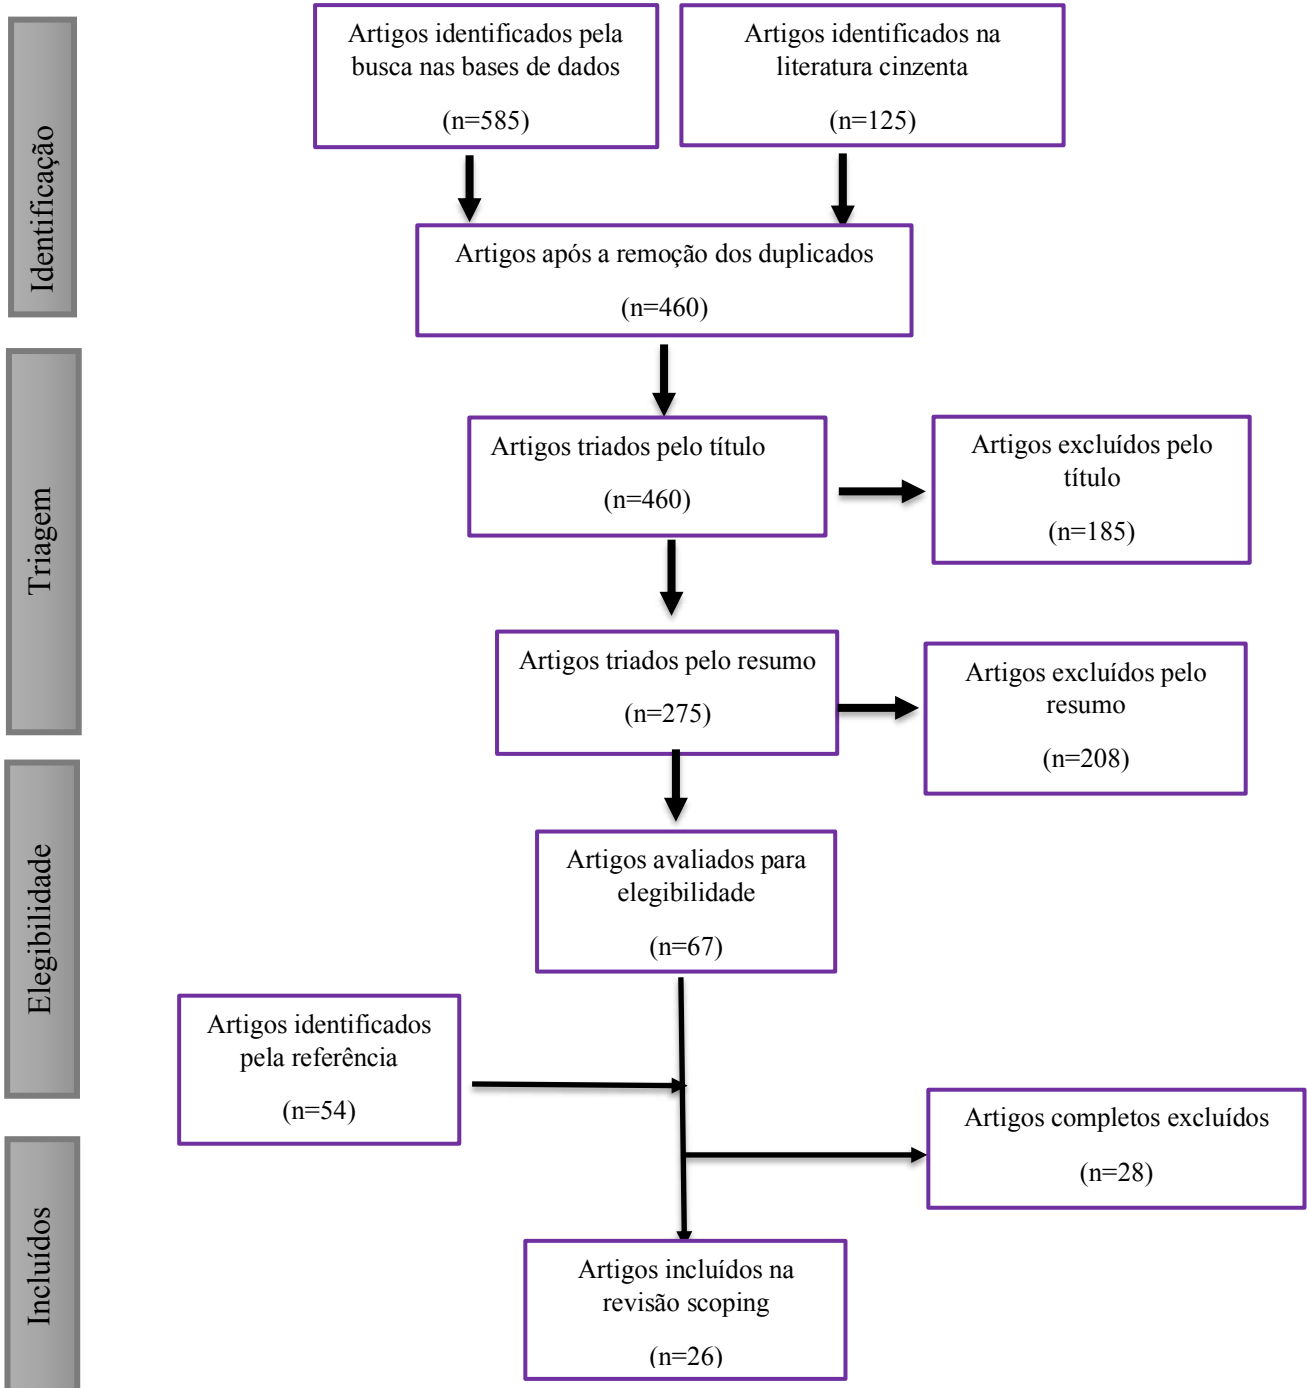 Identificação
Artigos identificados pela
busca nas bases de dados
(n=585)
Artigos identificados na
literatura cinzenta
(n=125)
Artigos após a remoção dos duplicados
(n=460)
Triagem
Artigos triados pelo título
(n=460)
Artigos excluídos pelo
título
(n=185)
Artigos triados pelo resumo
(n=275)
Artigos excluídos pelo
resumo
(n=208)
Elegibilidade
Artigos avaliados para
elegibilidade
(n=67)
Artigos identificados
pela referência
(n=54)
Artigos completos excluídos
(n=28)
Incluídos
Artigos incluídos na
revisão scoping
(n=26)